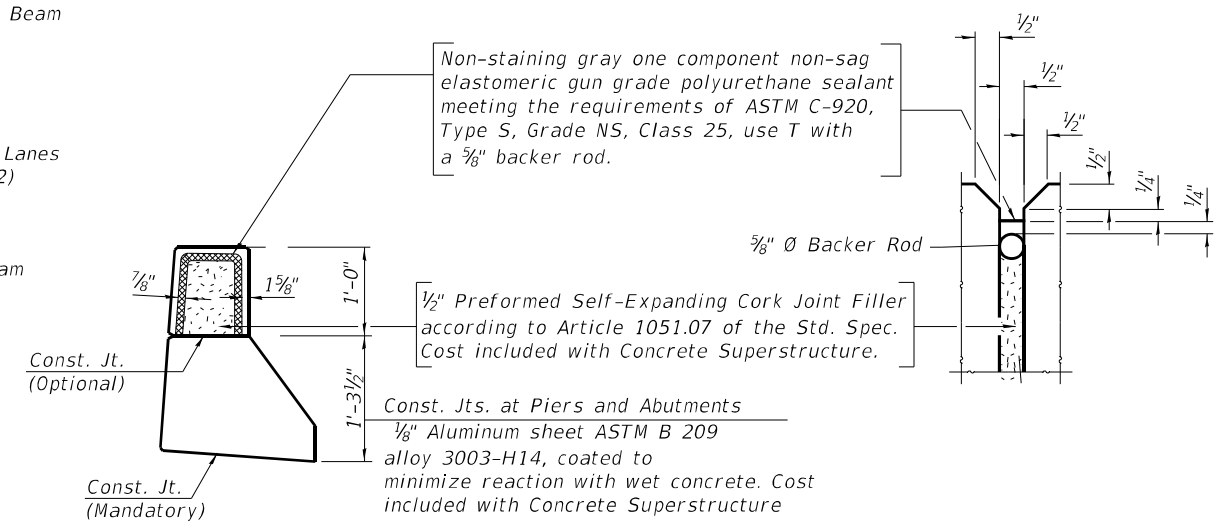 Beam
Lanes
2)
am
Non-staining gray one component non-sag
elastomeric gun grade polyurethane sealant
meeting the requirements of ASTM C-920,
Type S, Grade NS, Class 25, use T with
a 5/8" backer rod.
1/2"
1/2"
1/2"
1/2"
1/4"
1/4"
5/8" Ø Backer Rod
7/8"
1 5/8"
1'-0"
1/2" Preformed Self-Expanding Cork Joint Filler
according to Article 1051.07 of the Std. Spec.
Cost included with Concrete Superstructure.
Const. Jt.
(Optional)
1'-3 1/2"
Const. Jts. at Piers and Abutments
1/8" Aluminum sheet ASTM B 209
alloy 3003-H14, coated to
minimize reaction with wet concrete. Cost
included with Concrete Superstructure
Const. Jt.
(Mandatory)